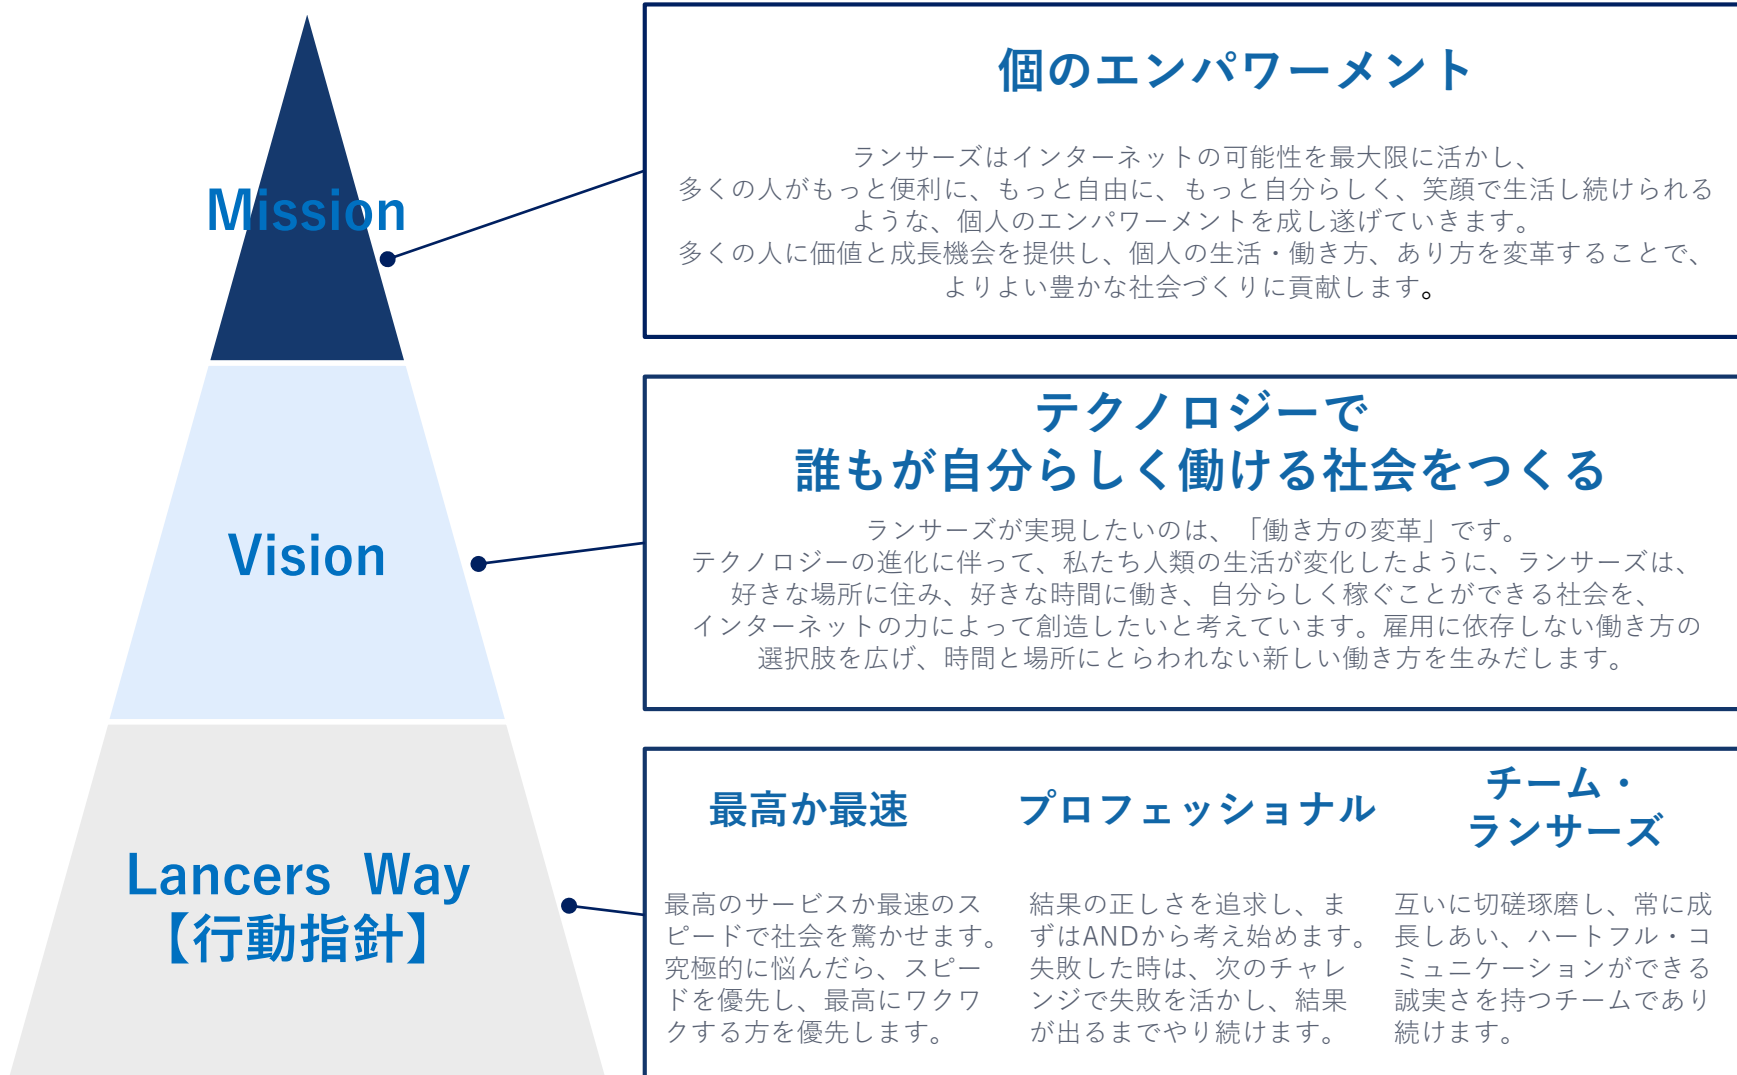 Mission
個のエンパワーメント
ランサーズはインターネットの可能性を最大限に活かし、
多くの人がもっと便利に、もっと自由に、もっと自分らしく、笑顔で生活し続けられる
ような、個人のエンパワーメントを成し遂げていきます。
多くの人に価値と成長機会を提供し、個人の生活・働き方、あり方を変革することで、
よりよい豊かな社会づくりに貢献します。
Vision
テクノロジーで
誰もが自分らしく働ける社会をつくる
ランサーズが実現したいのは、「働き方の変革」です。
テクノロジーの進化に伴って、私たち人類の生活が変化したように、ランサーズは、
好きな場所に住み、好きな時間に働き、自分らしく稼ぐことができる社会を、
インターネットの力によって創造したいと考えています。雇用に依存しない働き方の
選択肢を広げ、時間と場所にとらわれない新しい働き方を生みだします。
Lancers Way
【行動指針】
最高か最速
最高のサービスか最速のス
ピードで社会を驚かせます。
究極的に悩んだら、スピー
ドを優先し、最高にワクワ
クする方を優先します。
プロフェッショナル
結果の正しさを追求し、ま
ずはANDから考え始めます。
失敗した時は、次のチャレ
ンジで失敗を活かし、結果
が出るまでやり続けます。
チーム・
ランサーズ
互いに切磋琢磨し、常に成
長しあい、ハートフル・コ
ミュニケーションができる
誠実さを持つチームであり
続けます。